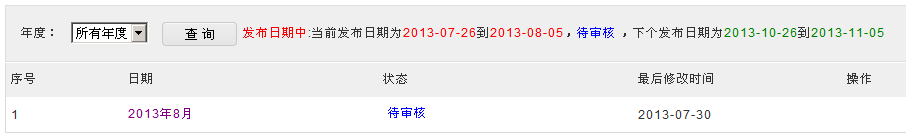 年度： 所有年度 查 询 发布日期中:当前发布日期为2013-07-26到2013-08-05，待审核 ，下个发布日期为2013-10-26到2013-11-05
序号 日期 状态 最后修改时间 操作
1 2013年8月 待审核 2013-07-30